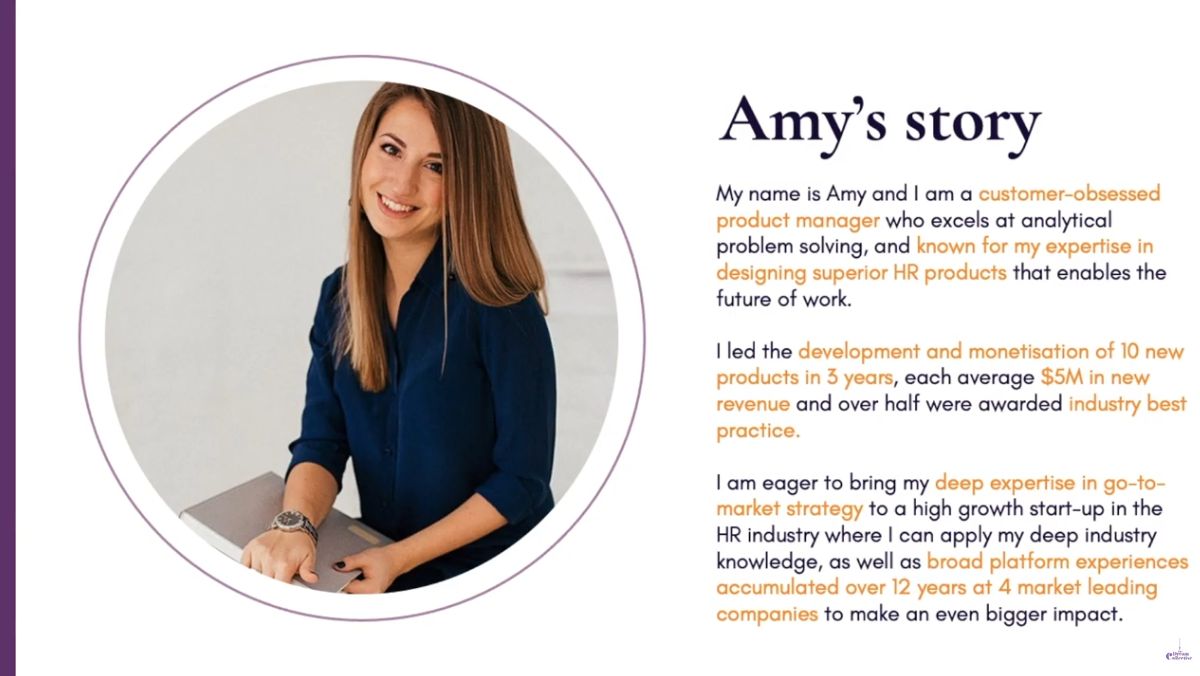 Amy's story
My name is Amy and I am a customer-obsessed
product manager who excels at analytical
problem solving, and known for my expertise in
designing superior HR products that enables the
future of work.
I led the development and monetisation of 10 new
products in 3 years, each average $5M in new
revenue and over half were awarded industry best
practice.
I am eager to bring my deep expertise in go-to-
market strategy to a high growth start-up in the
HR industry where I can apply my deep industry
knowledge, as well as broad platform experiences
accumulated over 12 years at 4 market leading
companies to make an even bigger impact.